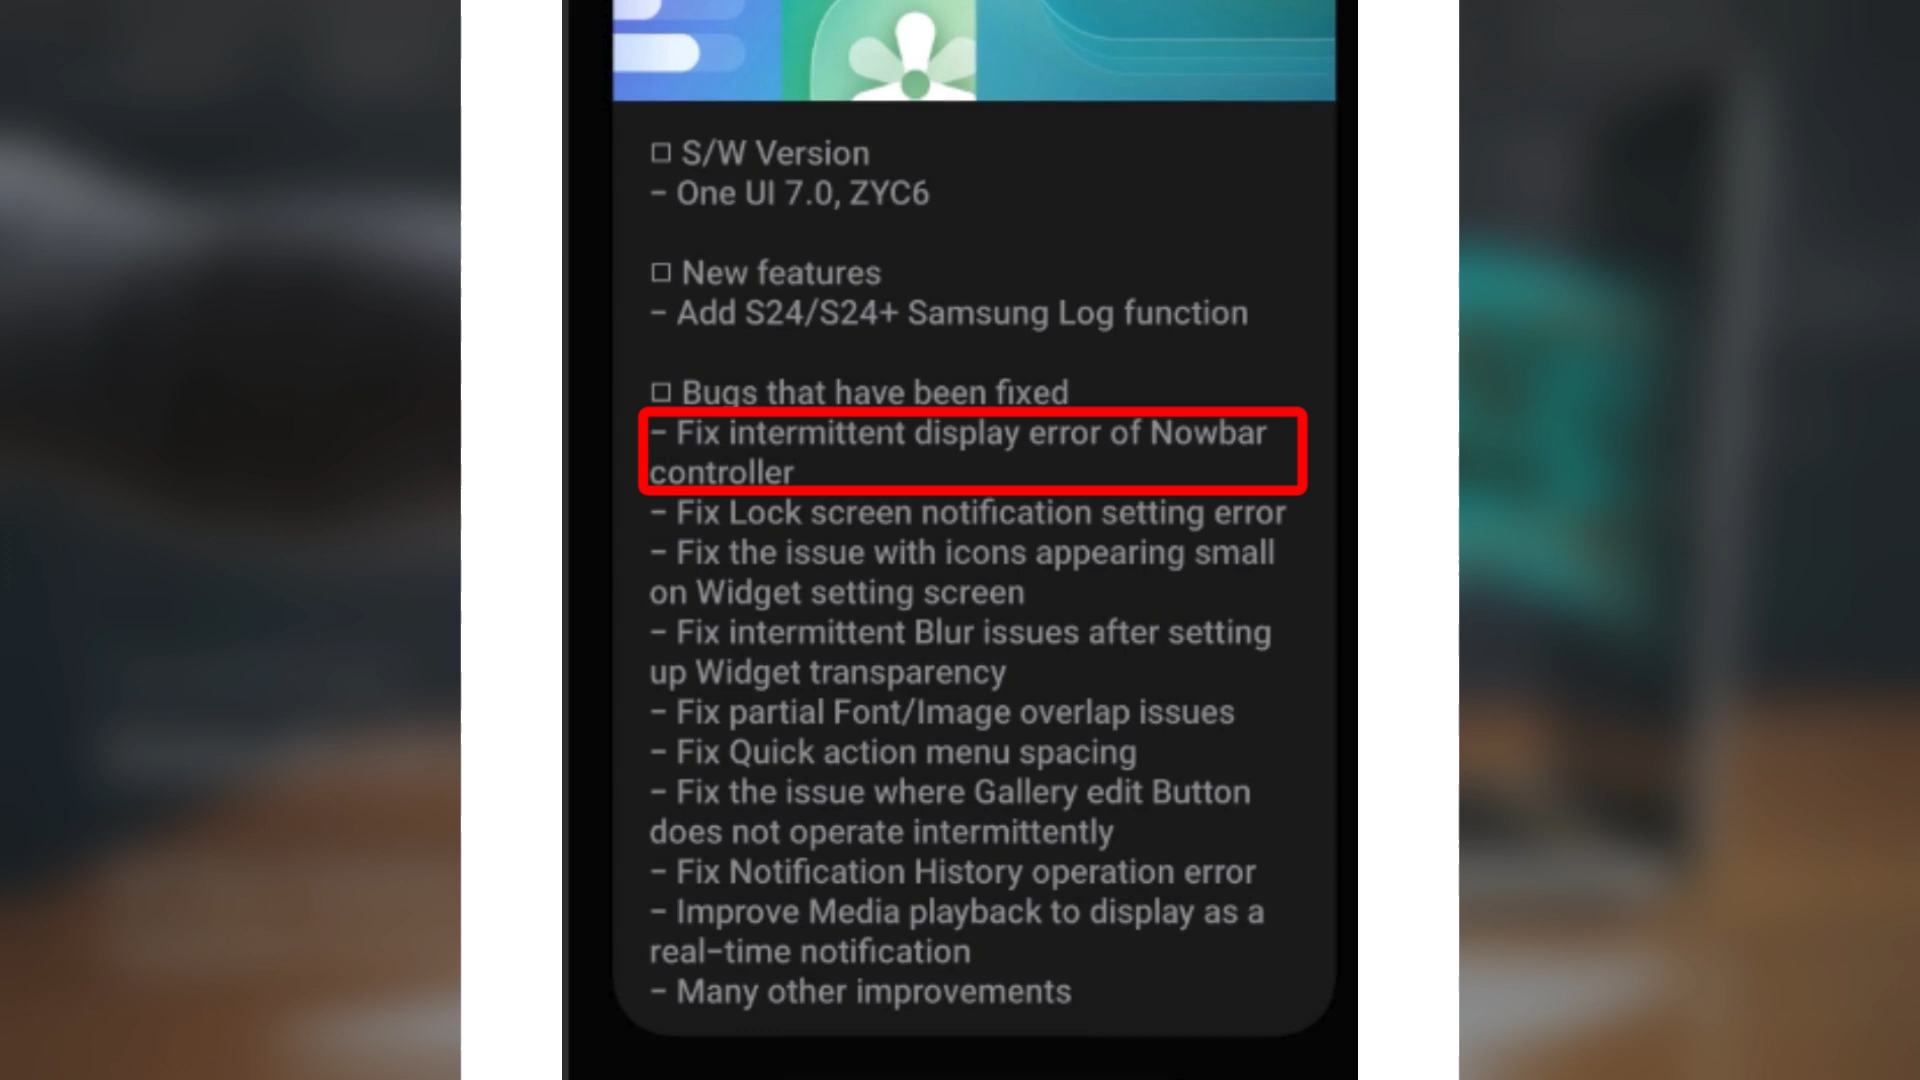 □ S/W Version
- One UI 7.0, ZYC6
□ New features
- Add S24/S24+ Samsung Log function
□ Bugs that have been fixed
- Fix intermittent display error of Nowbar
controller
- Fix Lock screen notification setting error
- Fix the issue with icons appearing small
on Widget setting screen
- Fix intermittent Blur issues after setting
up Widget transparency
- Fix partial Font/Image overlap issues
- Fix Quick action menu spacing
- Fix the issue where Gallery edit Button
does not operate intermittently
- Fix Notification History operation error
- Improve Media playback to display as a
real-time notification
- Many other improvements